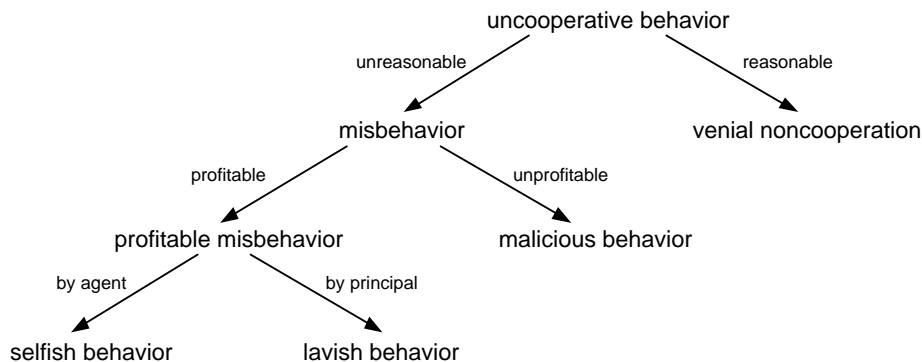 uncooperative behavior
unreasonable
reasonable
misbehavior
venial noncooperation
profitable
unprofitable
profitable misbehavior
malicious behavior
by agent
by principal
selfish behavior
lavish behavior